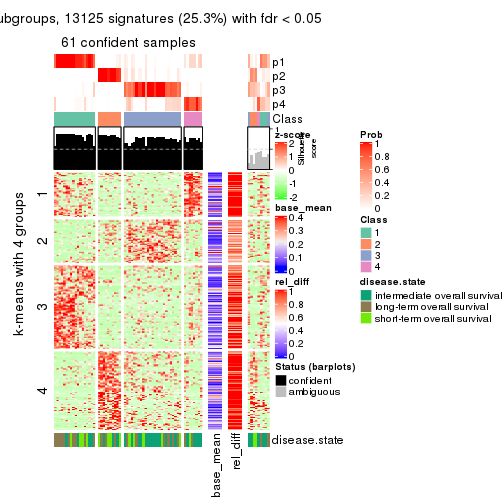 ubgroups, 13125 signatures (25.3%) with fdr < 0.05
61 confident samples
p1
p2
p3
p4
Class
1
Silhouette
score
k-means with 4 groups
1
2
3
4
z-score
2
1
0
-1
-2
base_mean
0.4
0.3
0.2
0.1
0
rel_diff
1
0.8
0.6
0.4
0.2
0
Status (barplots)
confident
ambiguous
Prob
1
0.8
0.6
0.4
0.2
0
Class
1
2
3
4
disease.state
intermediate overall survival
long-term overall survival
short-term overall survival
disease.state
base_mean
rel_diff